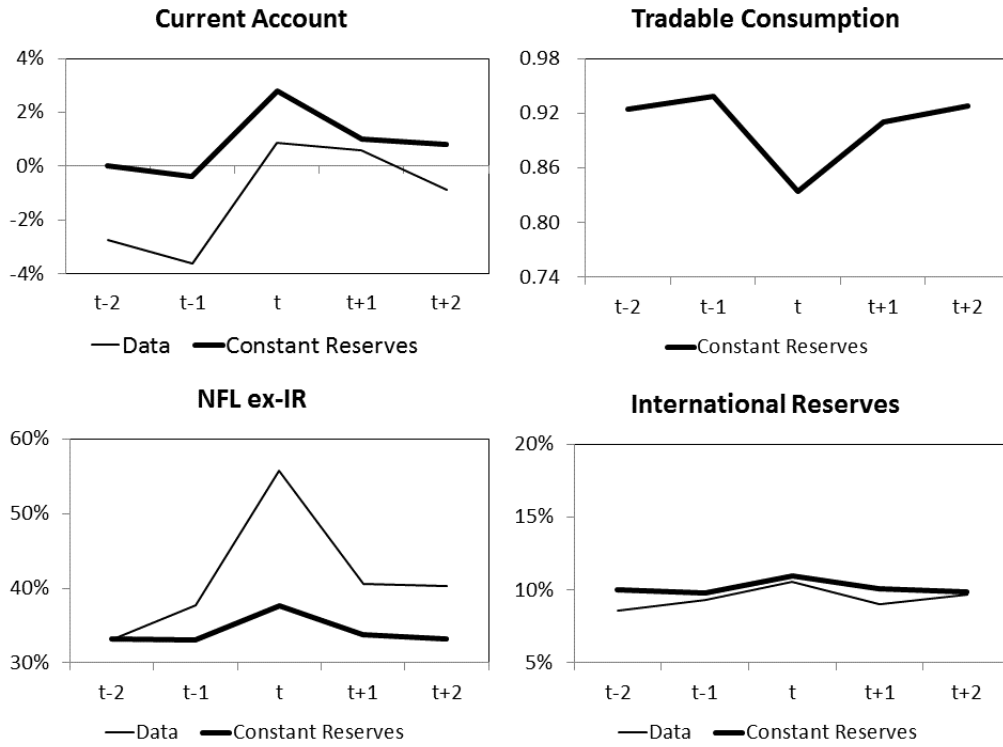 Current Account
4%
2%
0%
-2%
-4%
t-2 t-1 t t+1 t+2
Data Constant Reserves
Tradable Consumption
0.98
0.92
0.86
0.80
0.74
t-2 t-1 t t+1 t+2
Constant Reserves
NFL ex-IR
60%
50%
40%
30%
t-2 t-1 t t+1 t+2
Data Constant Reserves
International Reserves
20%
15%
10%
5%
t-2 t-1 t t+1 t+2
Data Constant Reserves